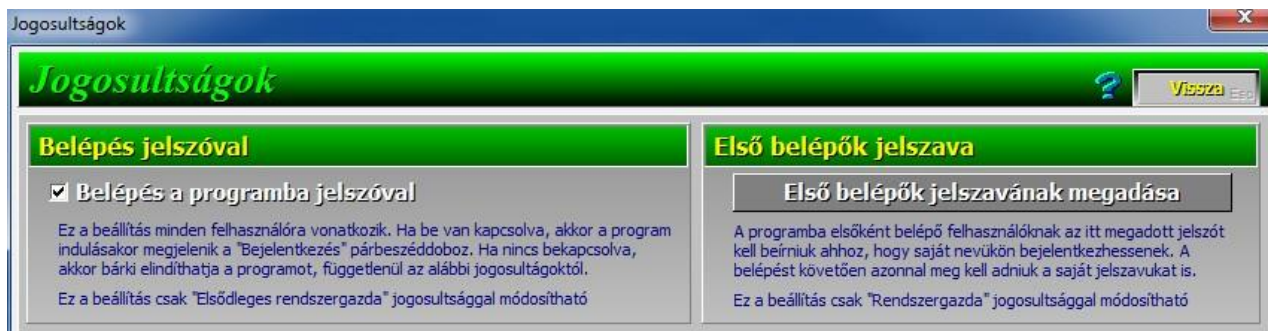 Jogosultságok
Jogosultságok
Vissza Esc
Belépés jelszóval
Belépés a programba jelszóval
Ez a beállítás minden felhasználóra vonatkozik. Ha be van kapcsolva, akkor a program
indulásakor megjelenik a "Bejelentkezés" párbeszéddoboz. Ha nincs bekapcsolva,
akkor bárki elindíthatja a programot, függetlenül az alábbi jogosultágoktól.
Ez a beállítás csak "Elsődleges rendszergazda" jogosultsággal módosítható
Első belépők jelszava
Első belépők jelszavának megadása
A programba elsőként belépő felhasználóknak az itt megadott jelszót
kell beírniuk ahhoz, hogy saját nevükön bejelentkezhessenek. A
belépést követően azonnal meg kell adniuk a saját jelszavukat is.
Ez a beállítás csak "Rendszergazda" jogosultsággal módosítható